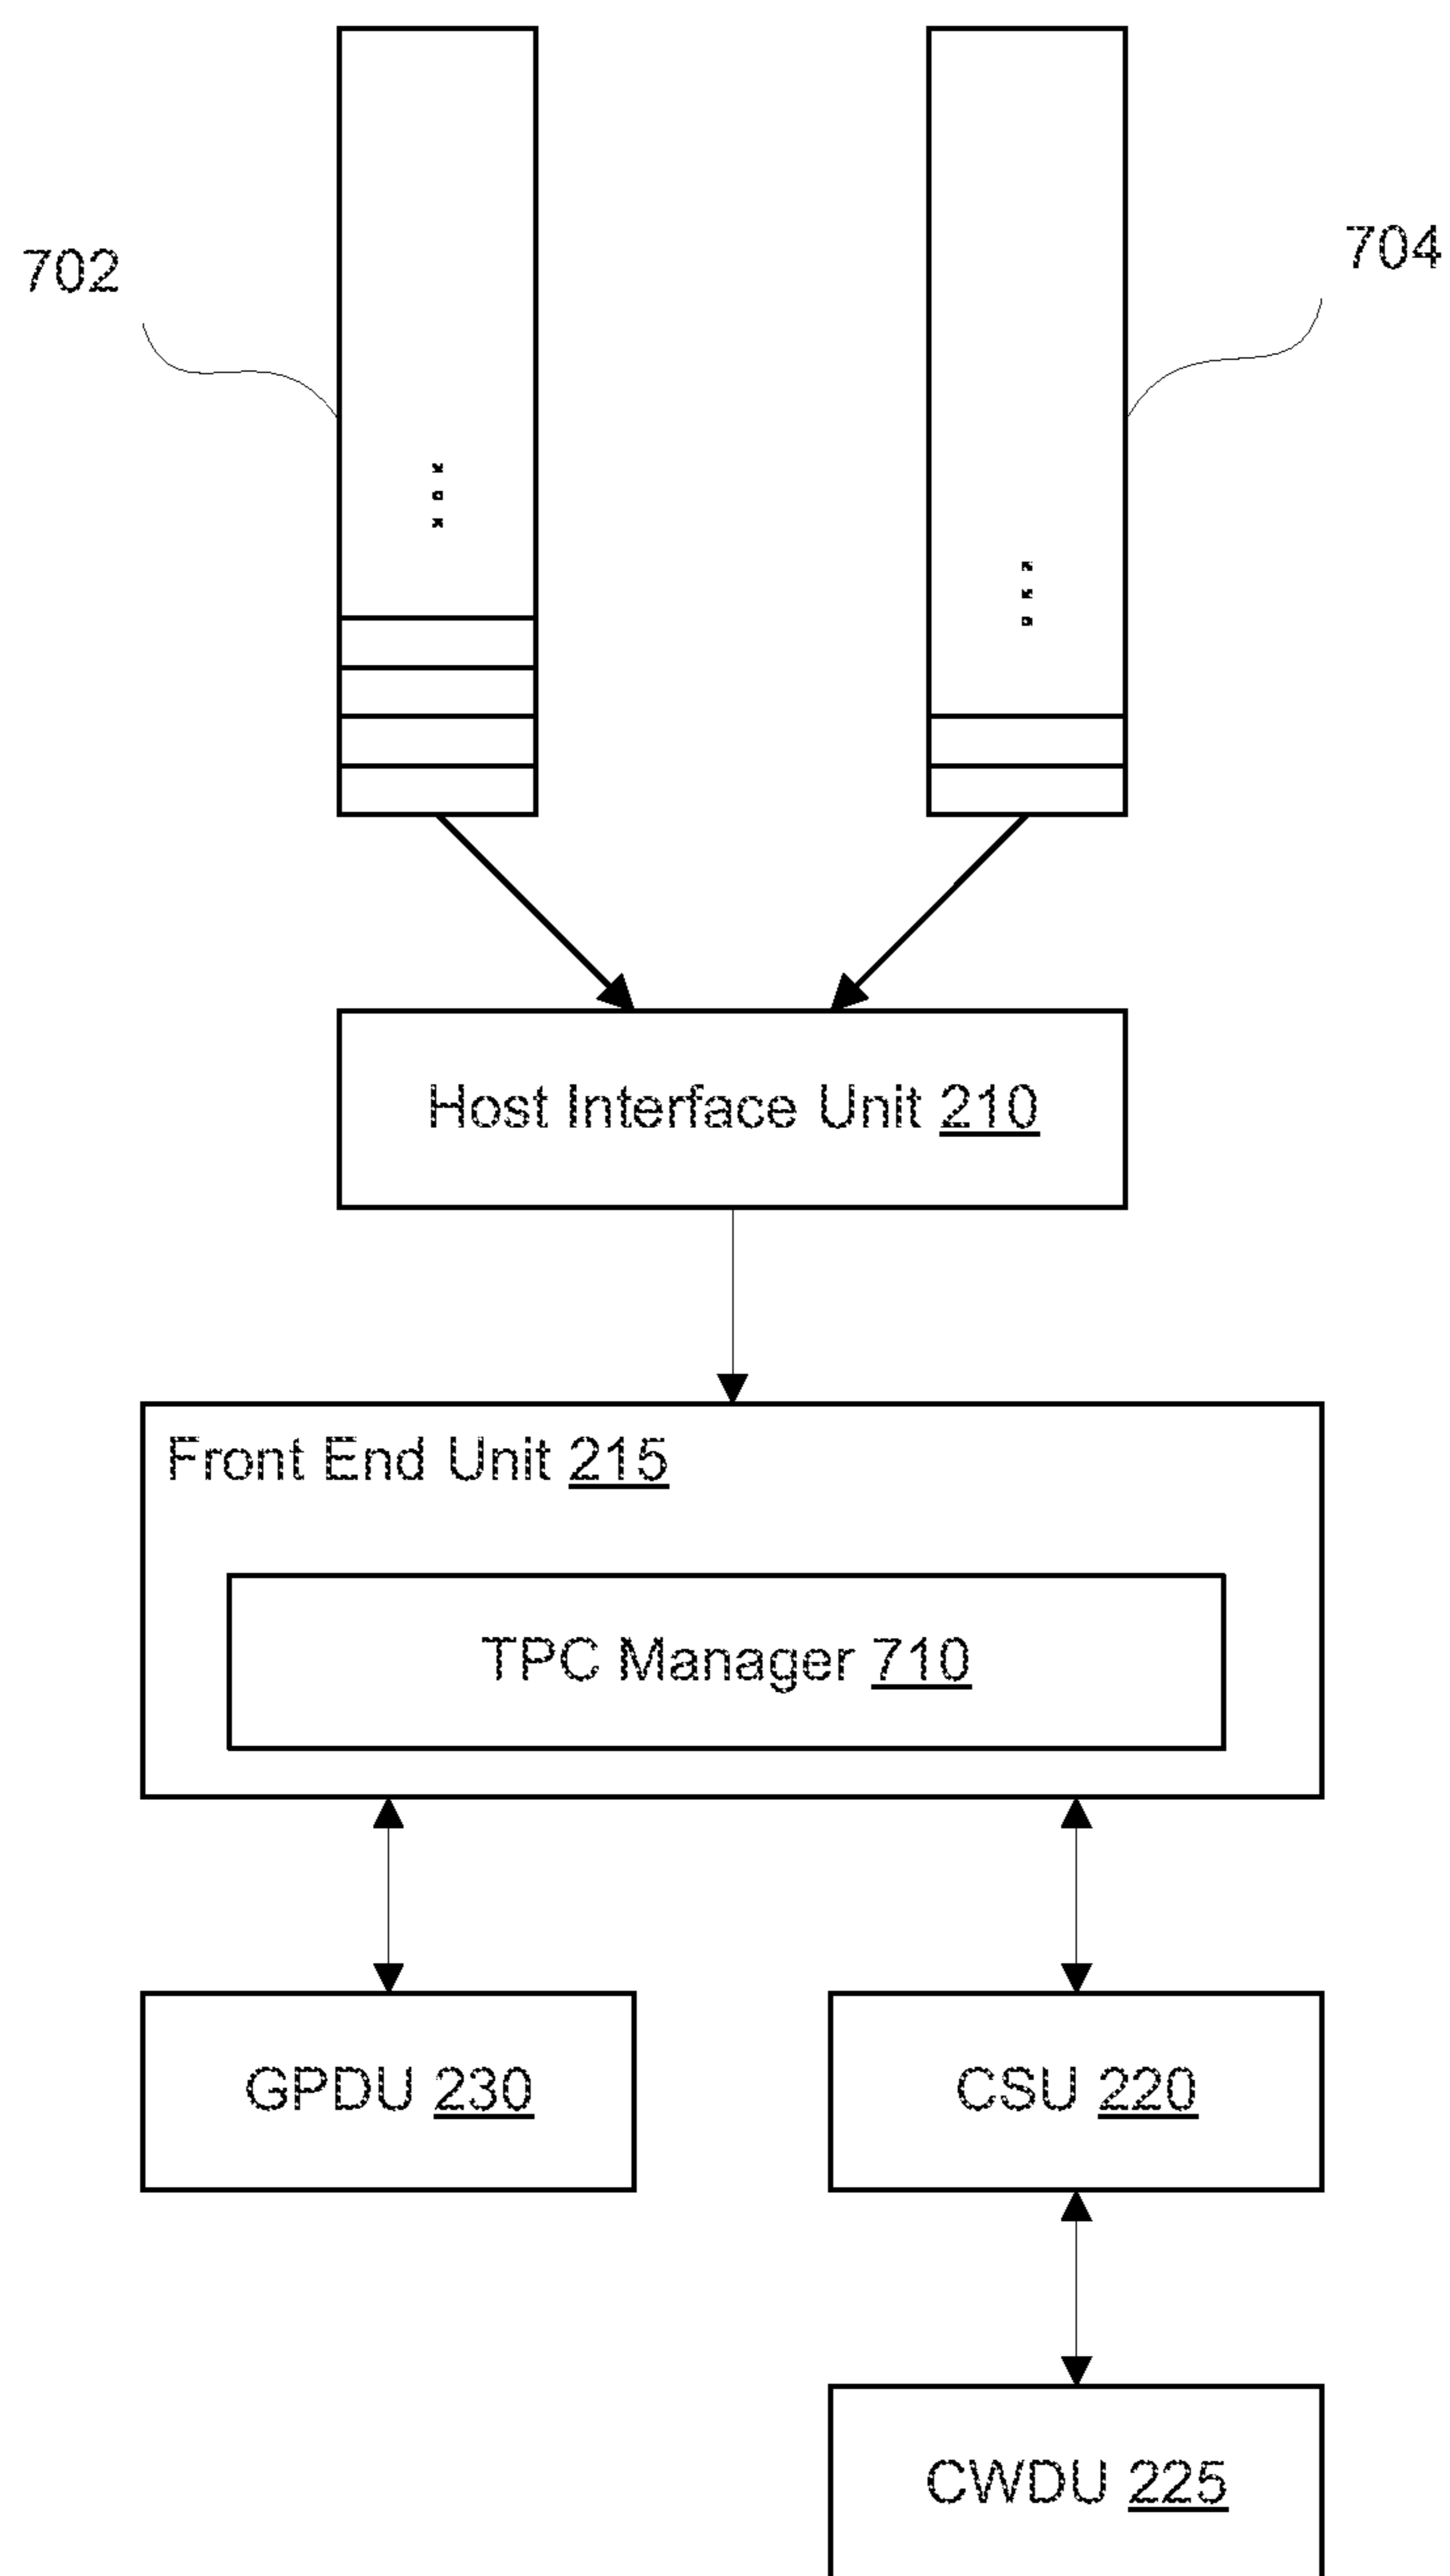 704
702
Host Interface Unit 210
Front End Unit 215
TPC Manager 710
GPDU 230
CSU 220
CWDU 225